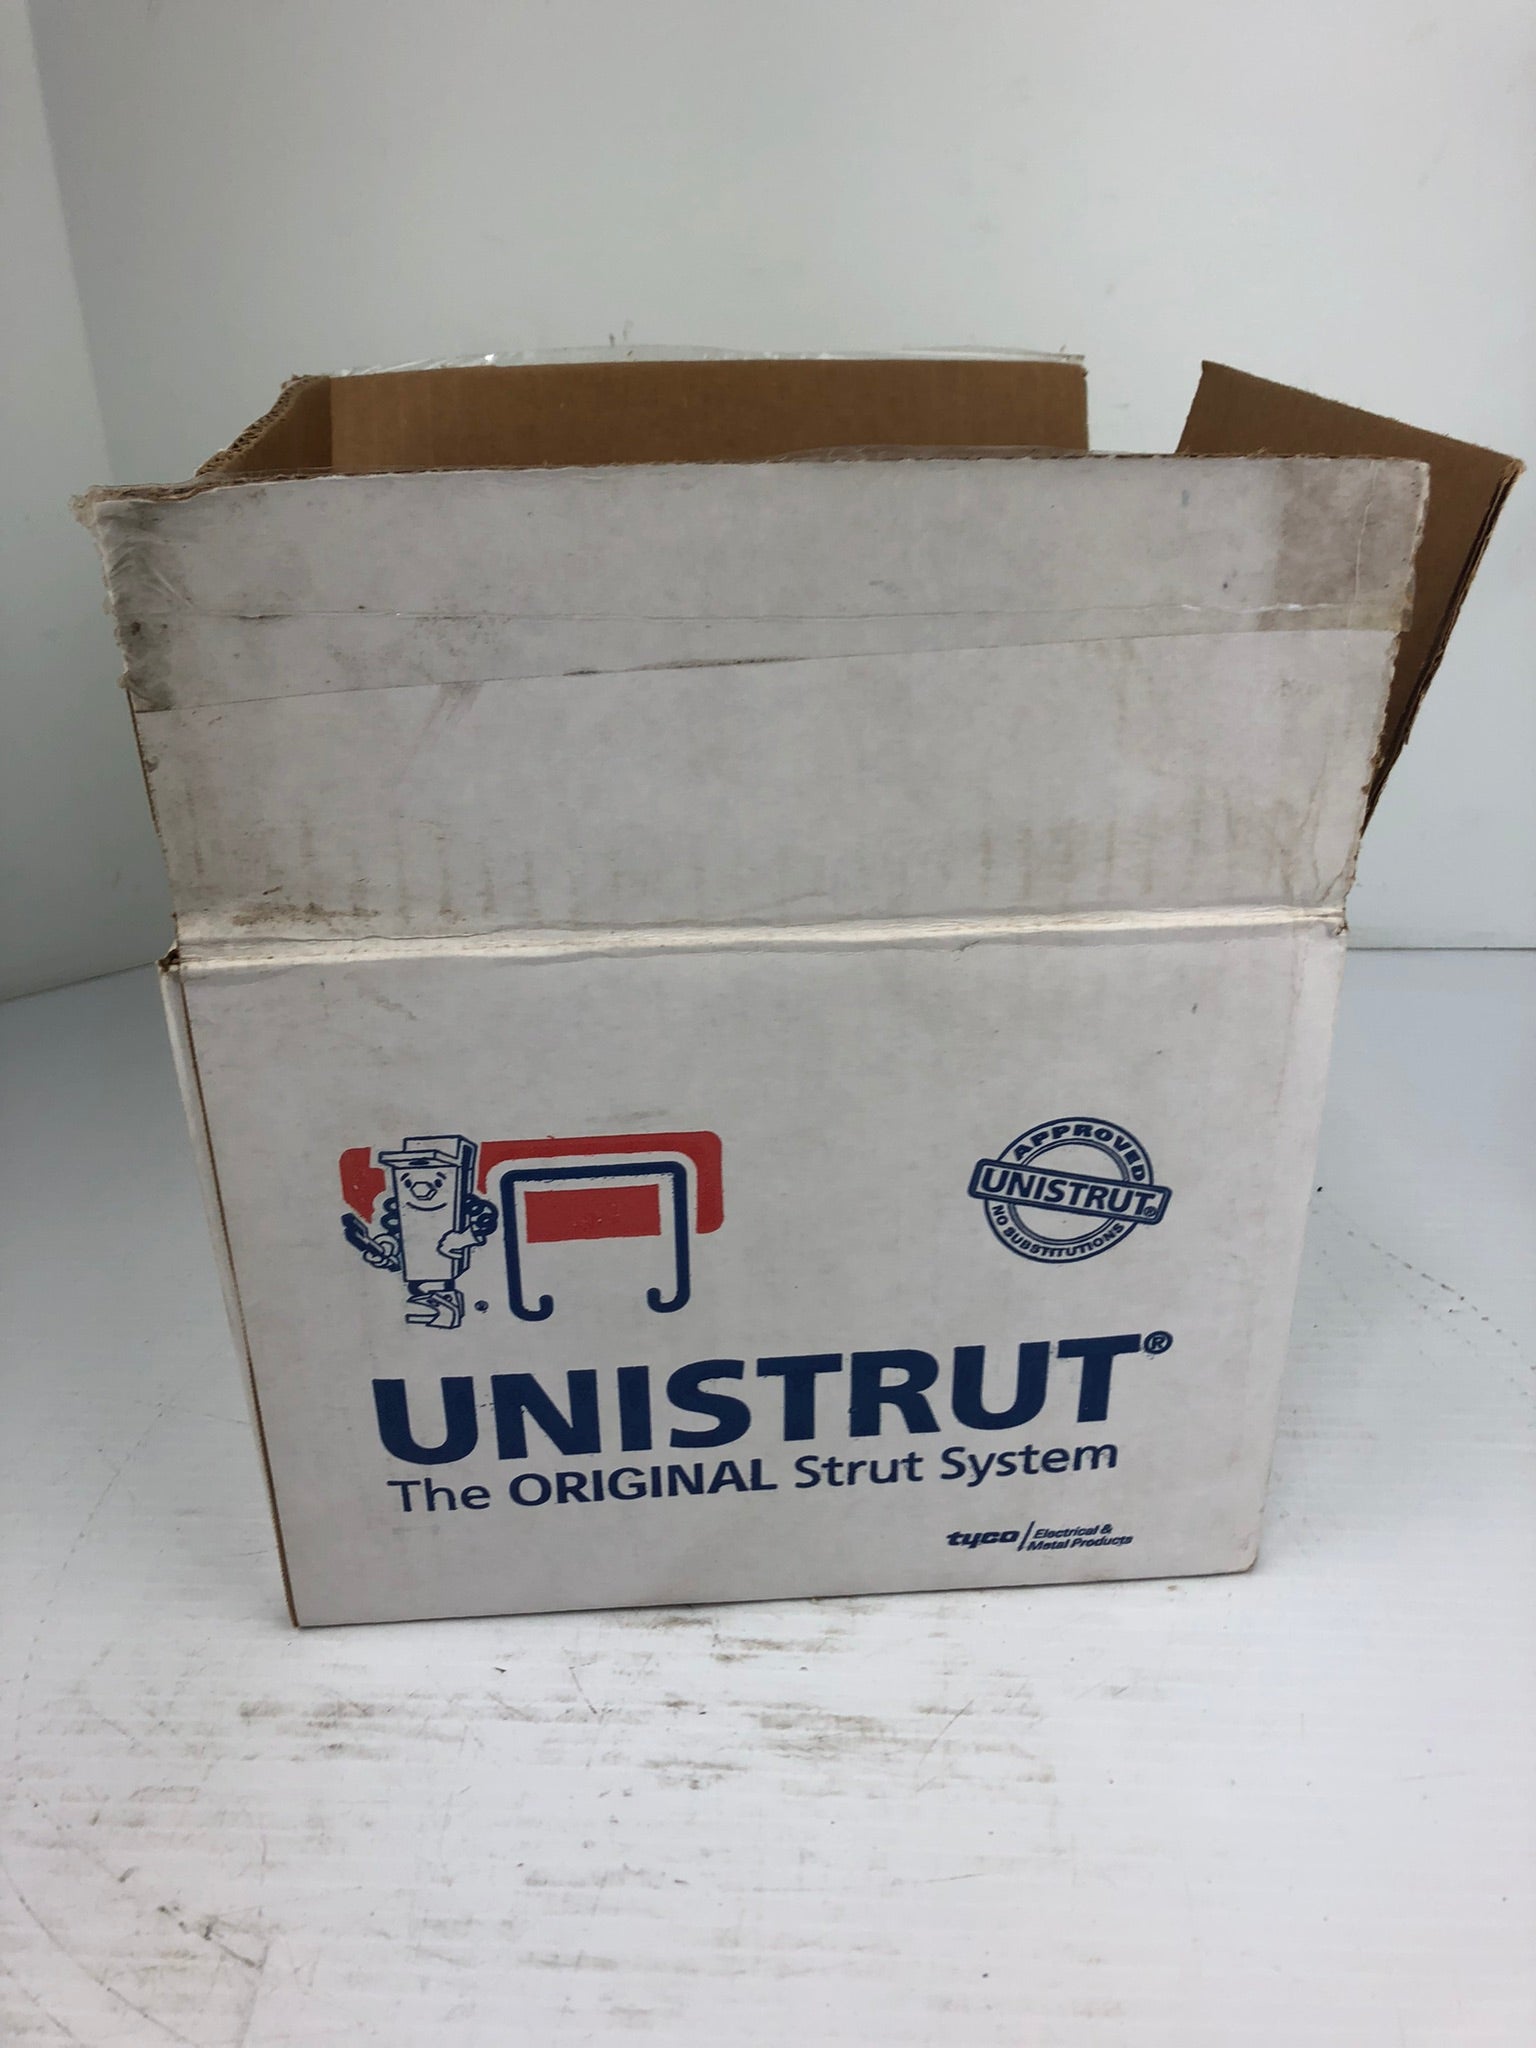 APPROVED
UNISTRUT®
NO SUBSTITUTIONS
®
UNISTRUT®
The ORIGINAL Strut System
tyco / Electrical &
Metal Products